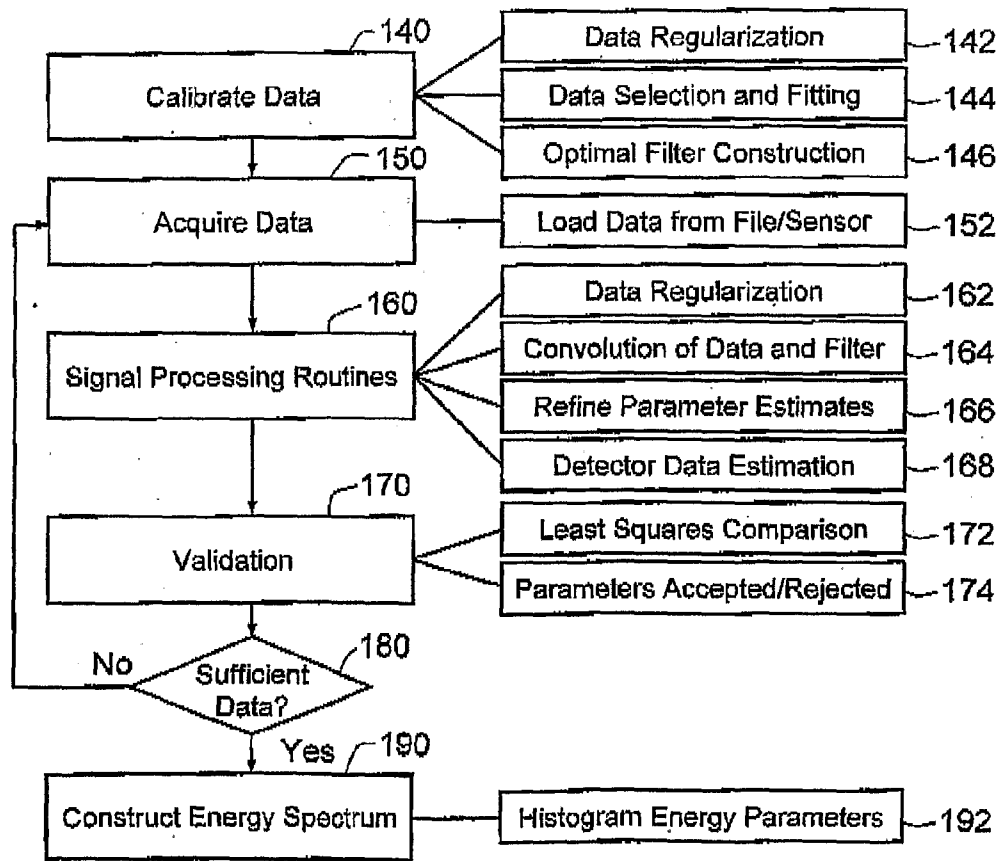 140
Calibrate Data
Data Regularization
142
Data Selection and Fitting
144
Optimal Filter Construction
146
150
Acquire Data
Load Data from File/Sensor
152
160
Signal Processing Routines
Data Regularization
162
Convolution of Data and Filter
164
Refine Parameter Estimates
166
Detector Data Estimation
168
170
Validation
Least Squares Comparison
172
Parameters Accepted/Rejected
174
180
No
Sufficient
Data?
Yes
190
Construct Energy Spectrum
Histogram Energy Parameters
192